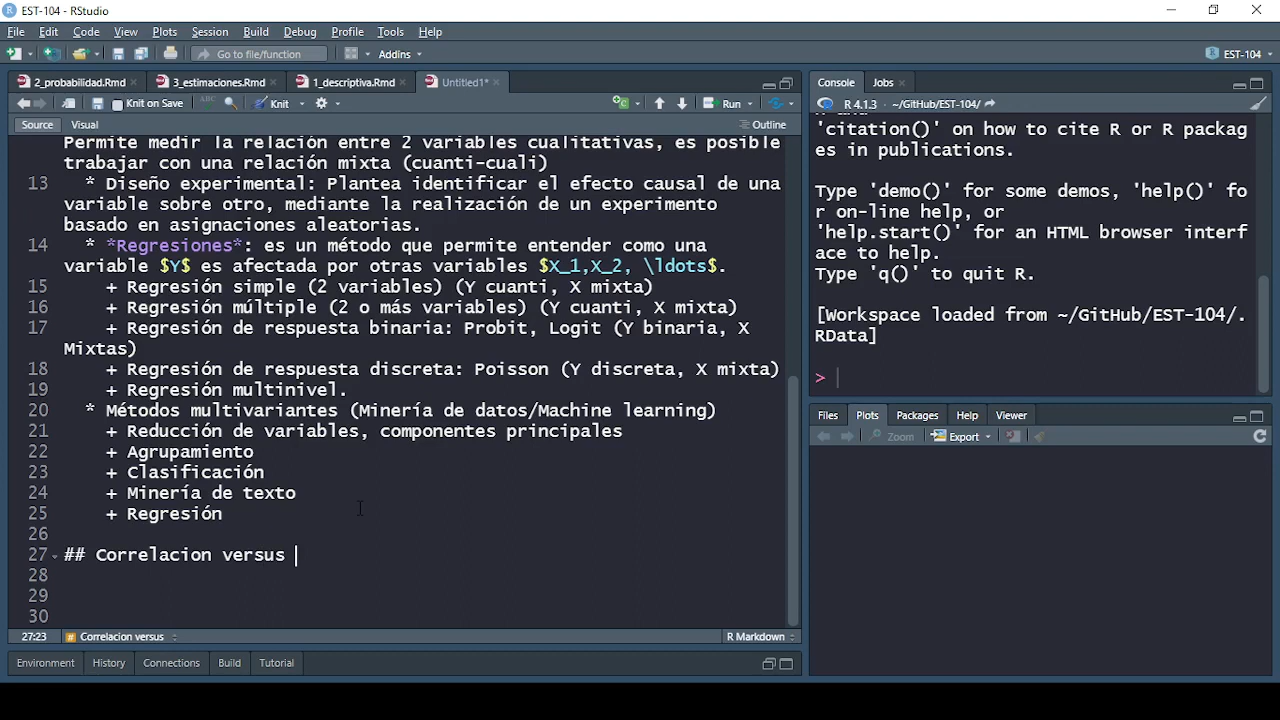 EST-104 - RStudio
File Edit Code View Plots Session Build Debug Profile Tools Help
Go to file/function Addins EST-104
2_probabilidad.Rmd 3_estimaciones.Rmd 1_descriptiva.Rmd Untitled1*
Knit on Save ABC Knit Run
Source Visual Outline
Permite medir la relación entre 2 variables cualitativas, es posible
trabajar con una relación mixta (cuanti-cuali)
13 * Diseño experimental: Plantea identificar el efecto causal de una
variable sobre otro, mediante la realización de un experimento
basado en asignaciones aleatorias.
14 * *Regresiones*: es un método que permite entender como una
variable $Y$ es afectada por otras variables $X_1,X_2, \ldots$.
15 + Regresión simple (2 variables) (Y cuanti, X mixta)
16 + Regresión múltiple (2 o más variables) (Y cuanti, X mixta)
17 + Regresión de respuesta binaria: Probit, Logit (Y binaria, X
Mixtas)
18 + Regresión de respuesta discreta: Poisson (Y discreta, X mixta)
19 + Regresión multinivel.
20 * Métodos multivariantes (Minería de datos/Machine learning)
21 + Reducción de variables, componentes principales
22 + Agrupamiento
23 + Clasificación
24 + Minería de texto
25 + Regresión
26
27 ## Correlacion versus
28
29
30
27:23 # Correlacion versus R Markdown
Environment History Connections Build Tutorial
Console Jobs
R 4.1.3 · ~/GitHub/EST-104/
'citation()' on how to cite R or R packag
es in publications.
Type 'demo()' for some demos, 'help()' fo
r on-line help, or
'help.start()' for an HTML browser interf
ace to help.
Type 'q()' to quit R.
[Workspace loaded from ~/GitHub/EST-104/.
RData]
>
Files Plots Packages Help Viewer
Zoom Export